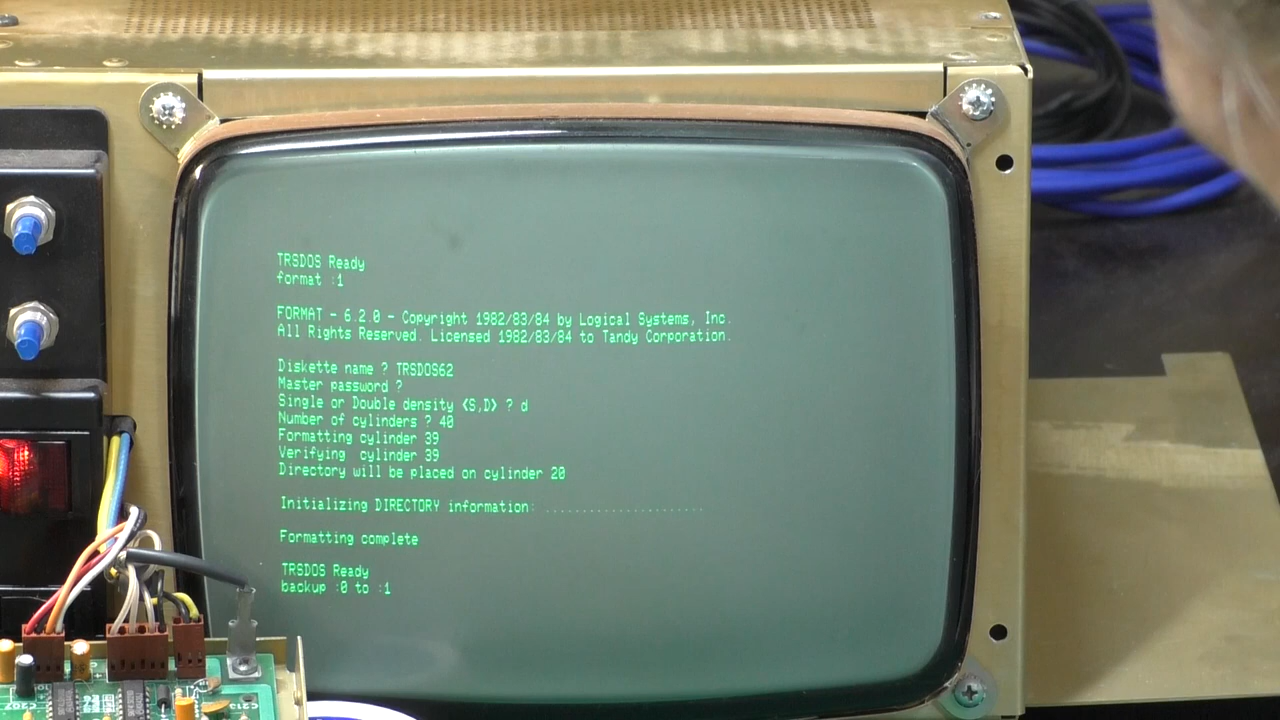 TRSDOS Ready
format :1
FORMAT - 6.2.0 - Copyright 1982/83/84 by Logical Systems, Inc.
All Rights Reserved. Licensed 1982/83/84 to Tandy Corporation.
Diskette name ? TRSDOS62
Master password ?
Single or Double density <S,D> ? d
Number of cylinders ? 40
Formatting cylinder 39
Verifying  cylinder 39
Directory will be placed on cylinder 20
Initializing DIRECTORY information: ......................
Formatting complete
TRSDOS Ready
backup :0 to :1